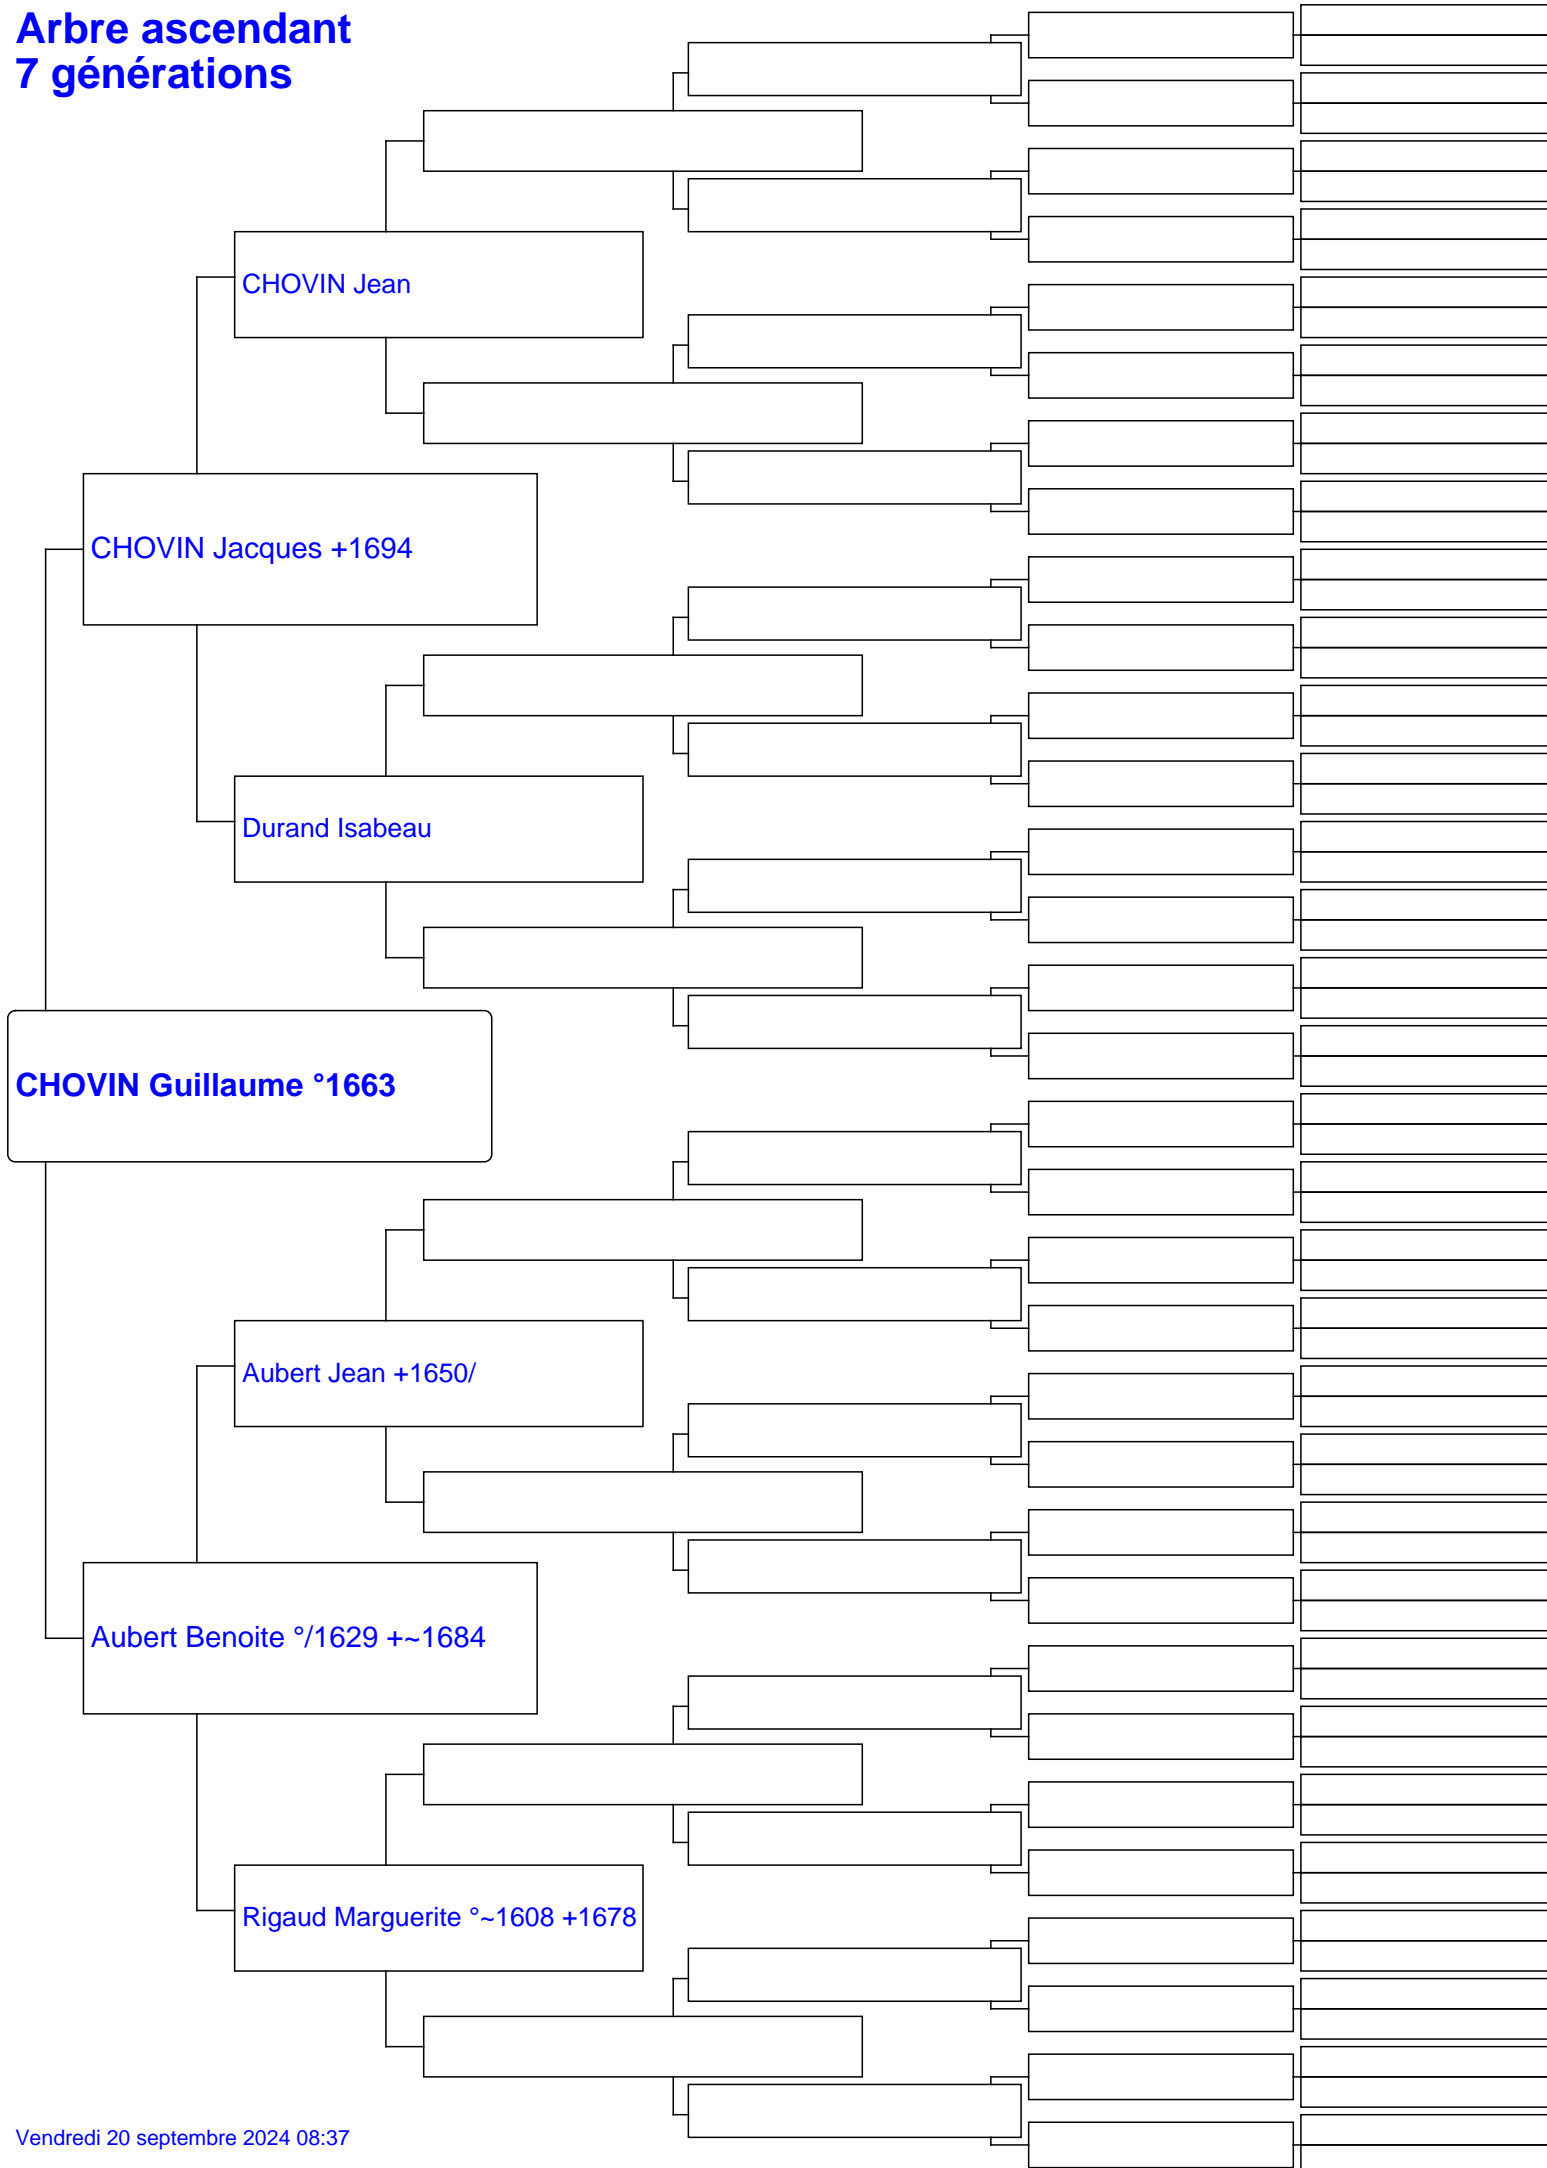 Arbre ascendant
7 générations
CHOVIN Jean
CHOVIN Jacques +1694
Durand Isabeau
CHOVIN Guillaume °1663
Aubert Jean +1650/
Aubert Benoite °/1629 +~1684
Rigaud Marguerite °~1608 +1678
Vendredi 20 septembre 2024 08:37